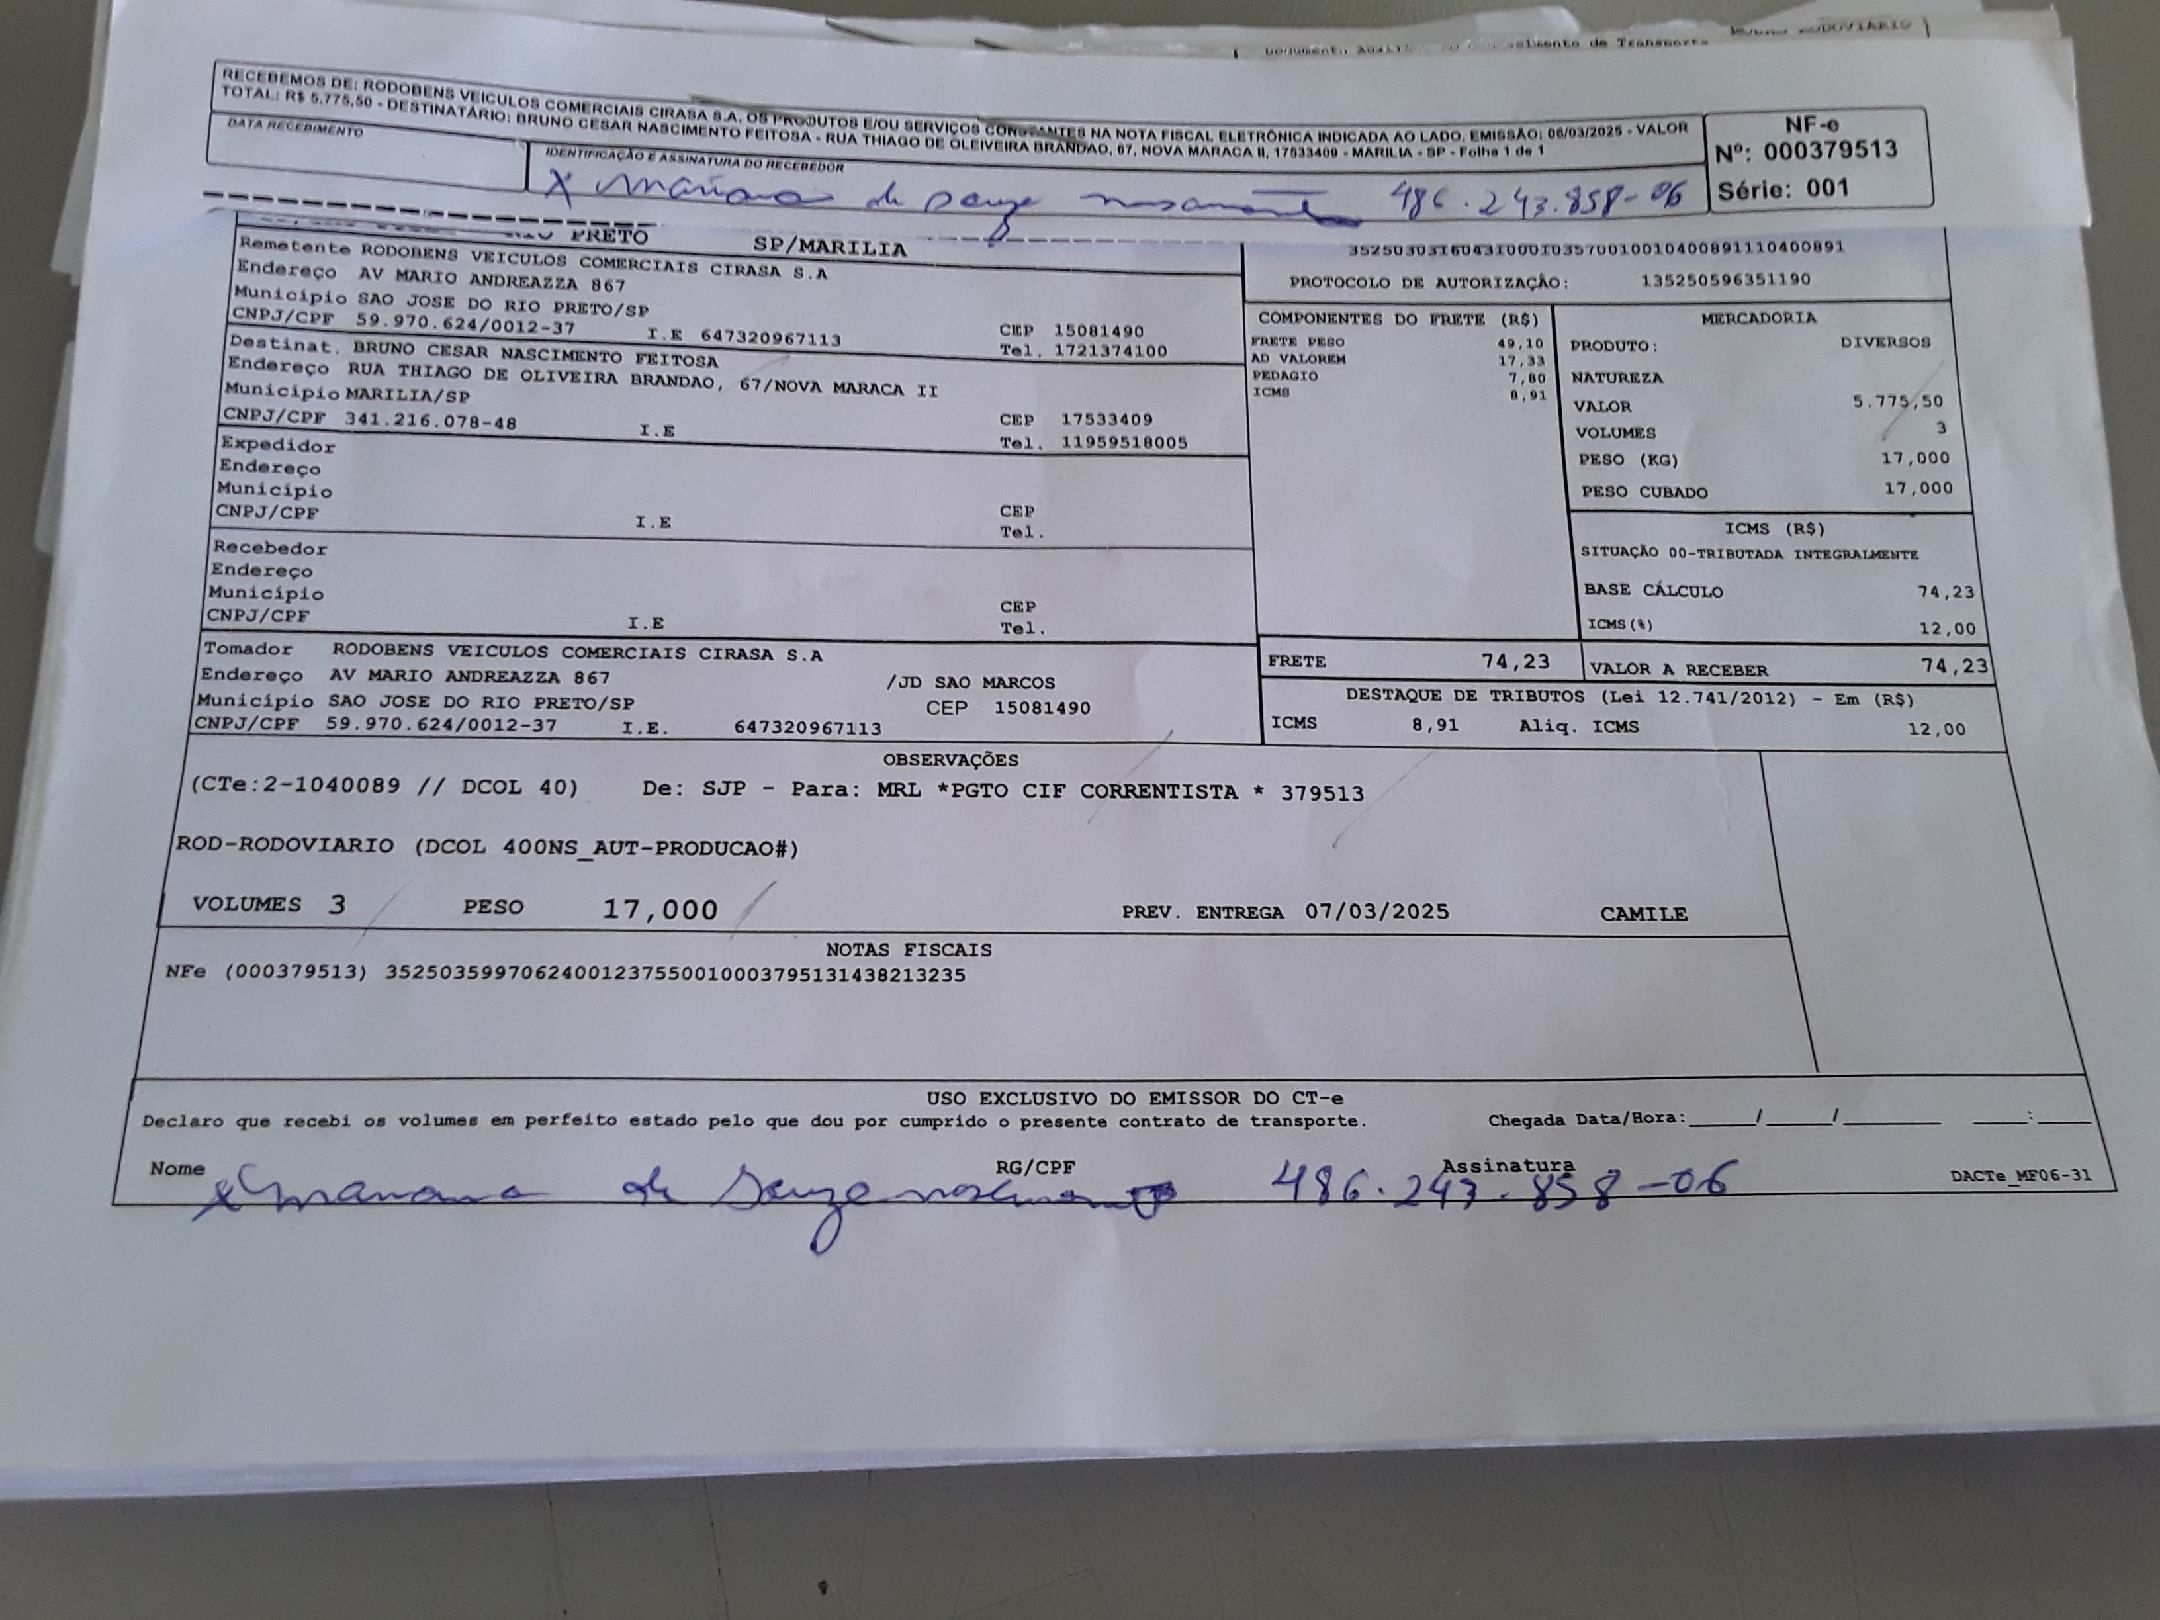 Documento
de Transporte
RECEBEMOS DE: RODOBENS VEICULOS COMERCIAIS CIRASA S.A. OS PRODUTOS E/OU SERVIÇOS CONSTANTES NA NOTA FISCAL ELETRÔNICA INDICADA AO LADO. EMISSÃO: 06/03/2025 - VALOR
TOTAL: R$ 5.775,50 - DESTINATÁRIO: BRUNO CESAR NASCIMENTO FEITOSA - RUA THIAGO DE OLEIVEIRA BRANDAO, 67, NOVA MARACA II, 17533409 - MARILIA - SP - Folha 1 de 1
DATA RECEBIMENTO
IDENTIFICAÇÃO E ASSINATURA DO RECEBEDOR
X Mariana de Souza 486.243.858-06
NF-e
Nº: 000379513
Série: 001
PRETO SP/MARILIA
Remetente RODOBENS VEICULOS COMERCIAIS CIRASA S.A
Endereço AV MARIO ANDREAZZA 867
Município SAO JOSE DO RIO PRETO/SP CEP 15081490
CNPJ/CPF 59.970.624/0012-37 I.E 647320967113 Tel. 1721374100
Destinat. BRUNO CESAR NASCIMENTO FEITOSA
Endereço RUA THIAGO DE OLIVEIRA BRANDAO, 67/NOVA MARACA II
Município MARILIA/SP CEP 17533409
CNPJ/CPF 341.216.078-48 I.E Tel. 11959518005
Expedidor
Endereço
Município CEP
CNPJ/CPF I.E Tel.
Recebedor
Endereço
Município CEP
CNPJ/CPF I.E Tel.
Tomador RODOBENS VEICULOS COMERCIAIS CIRASA S.A
Endereço AV MARIO ANDREAZZA 867 /JD SAO MARCOS
Município SAO JOSE DO RIO PRETO/SP CEP 15081490
CNPJ/CPF 59.970.624/0012-37 I.E. 647320967113
35250303160431000103570010010400891110400891
PROTOCOLO DE AUTORIZAÇÃO: 135250596351190
COMPONENTES DO FRETE (R$)
FRETE PESO 49,10
AD VALOREM 17,33
PEDAGIO 7,80
ICMS 8,91
MERCADORIA
PRODUTO: DIVERSOS
NATUREZA
VALOR 5.775,50
VOLUMES 3
PESO (KG) 17,000
PESO CUBADO 17,000
ICMS (R$)
SITUAÇÃO 00-TRIBUTADA INTEGRALMENTE
BASE CÁLCULO 74,23
ICMS(%) 12,00
FRETE 74,23
VALOR A RECEBER 74,23
DESTAQUE DE TRIBUTOS (Lei 12.741/2012) - Em (R$)
ICMS 8,91 Aliq. ICMS 12,00
OBSERVAÇÕES
(CTe:2-1040089 // DCOL 40) De: SJP - Para: MRL *PGTO CIF CORRENTISTA * 379513
ROD-RODOVIARIO (DCOL 400NS_AUT-PRODUCAO#)
VOLUMES 3 PESO 17,000 PREV. ENTREGA 07/03/2025 CAMILE
NOTAS FISCAIS
NFe (000379513) 35250359970624001237550010003795131438213235
USO EXCLUSIVO DO EMISSOR DO CT-e
Declaro que recebi os volumes em perfeito estado pelo que dou por cumprido o presente contrato de transporte. Chegada Data/Hora:_____/_____/_______ ____:____
Nome RG/CPF Assinatura
X Mariana de Souza 486.243.858-06
DACTe_MF06-31